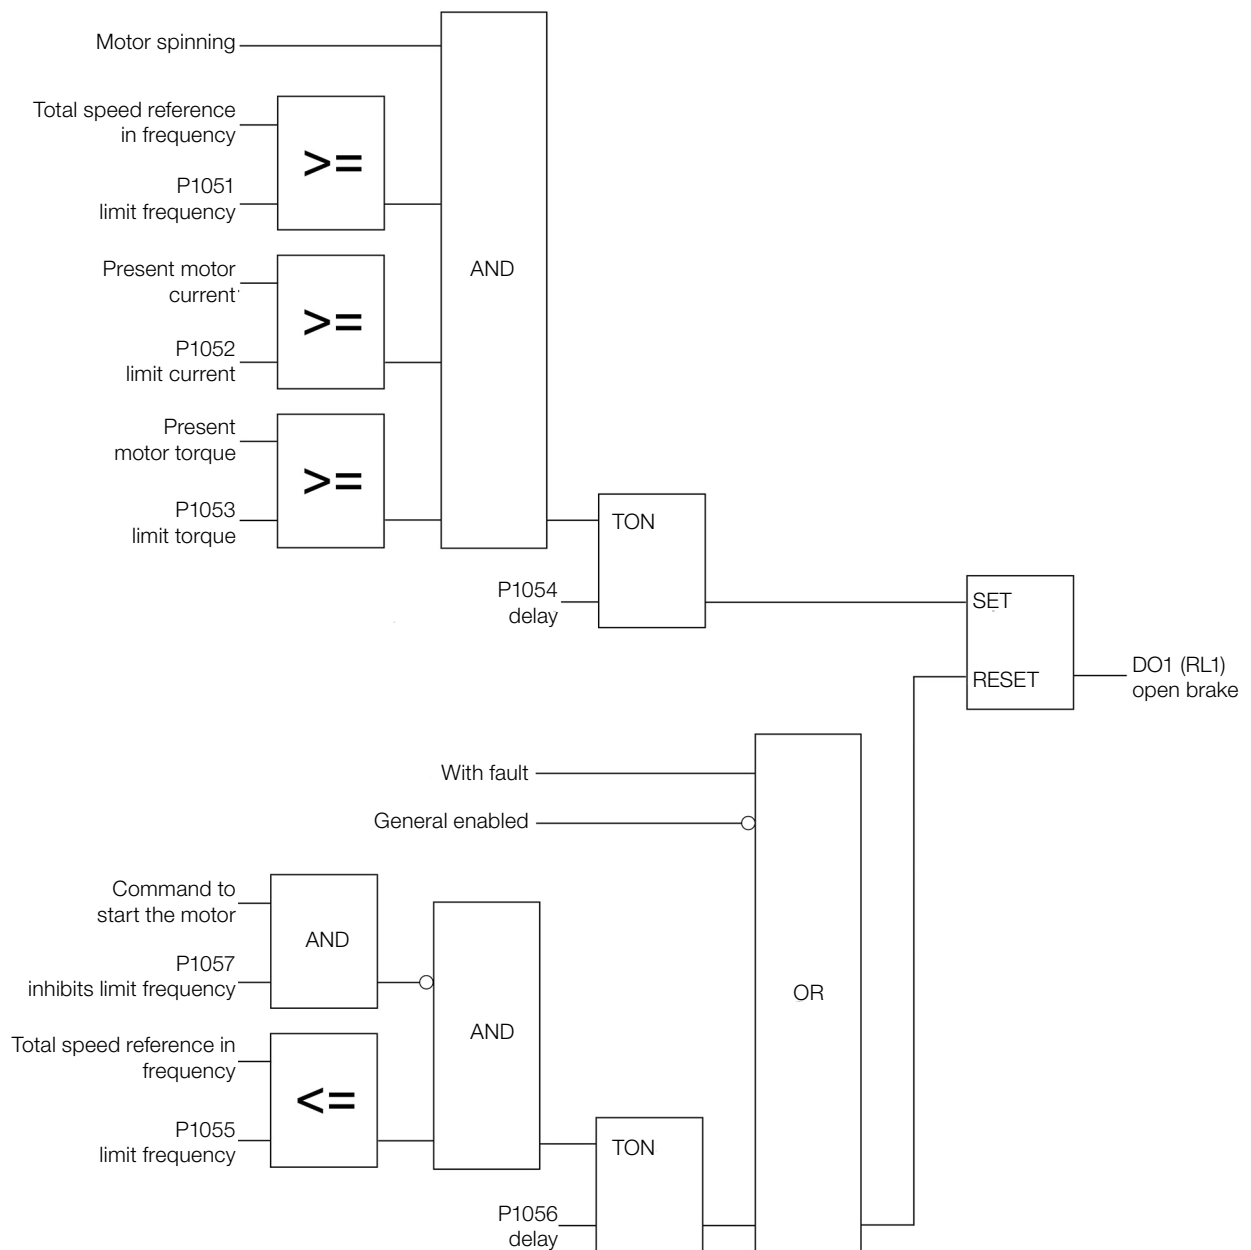 Motor spinning
Total speed reference
in frequency
>=
P1051
limit frequency
Present motor
current
>=
P1052
limit current
AND
Present
motor torque
>=
P1053
limit torque
TON
P1054
delay
SET
RESET
DO1 (RL1)
open brake
With fault
General enabled
Command to
start the motor
AND
P1057
inhibits limit frequency
AND
OR
Total speed reference in
frequency
<=
P1055
limit frequency
TON
P1056
delay